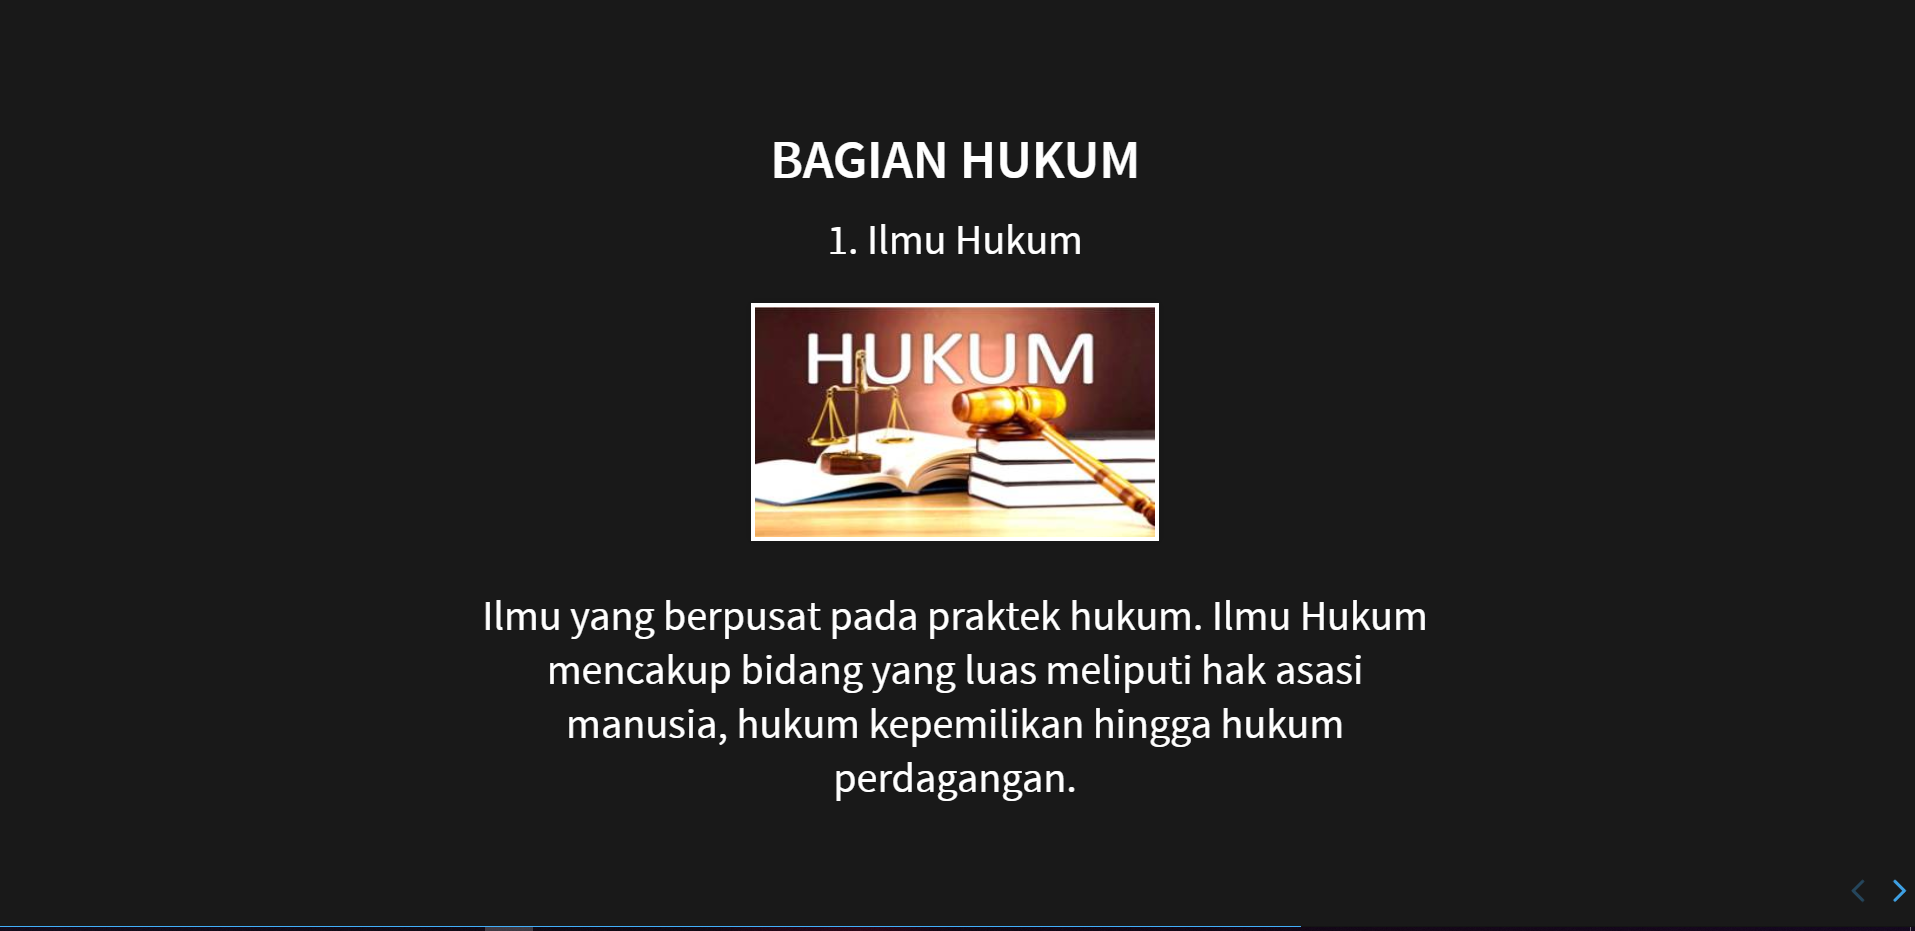 BAGIAN HUKUM
1. Ilmu Hukum
HUKUM
Ilmu yang berpusat pada praktek hukum. Ilmu Hukum
mencakup bidang yang luas meliputi hak asasi
manusia, hukum kepemilikan hingga hukum
perdagangan.